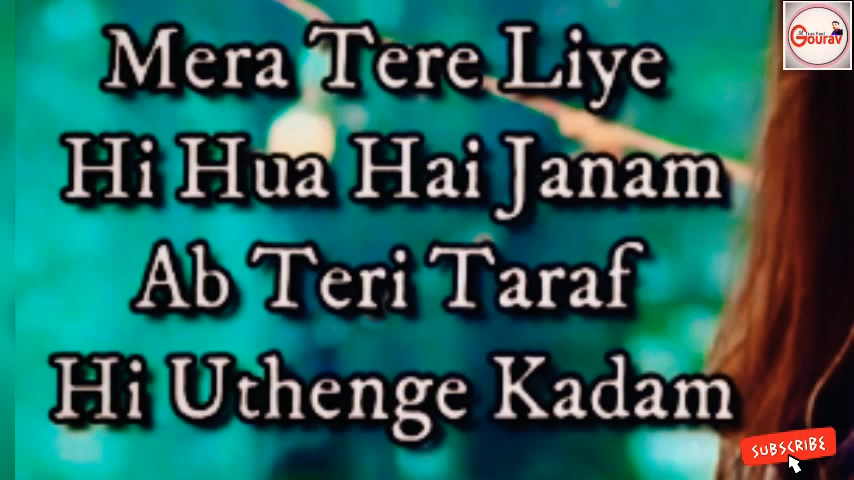 Mera Tere Liye
Hi Hua Hai Janam
Ab Teri Taraf
Hi Uthenge Kadam
Gourav
SUBSCRIBE